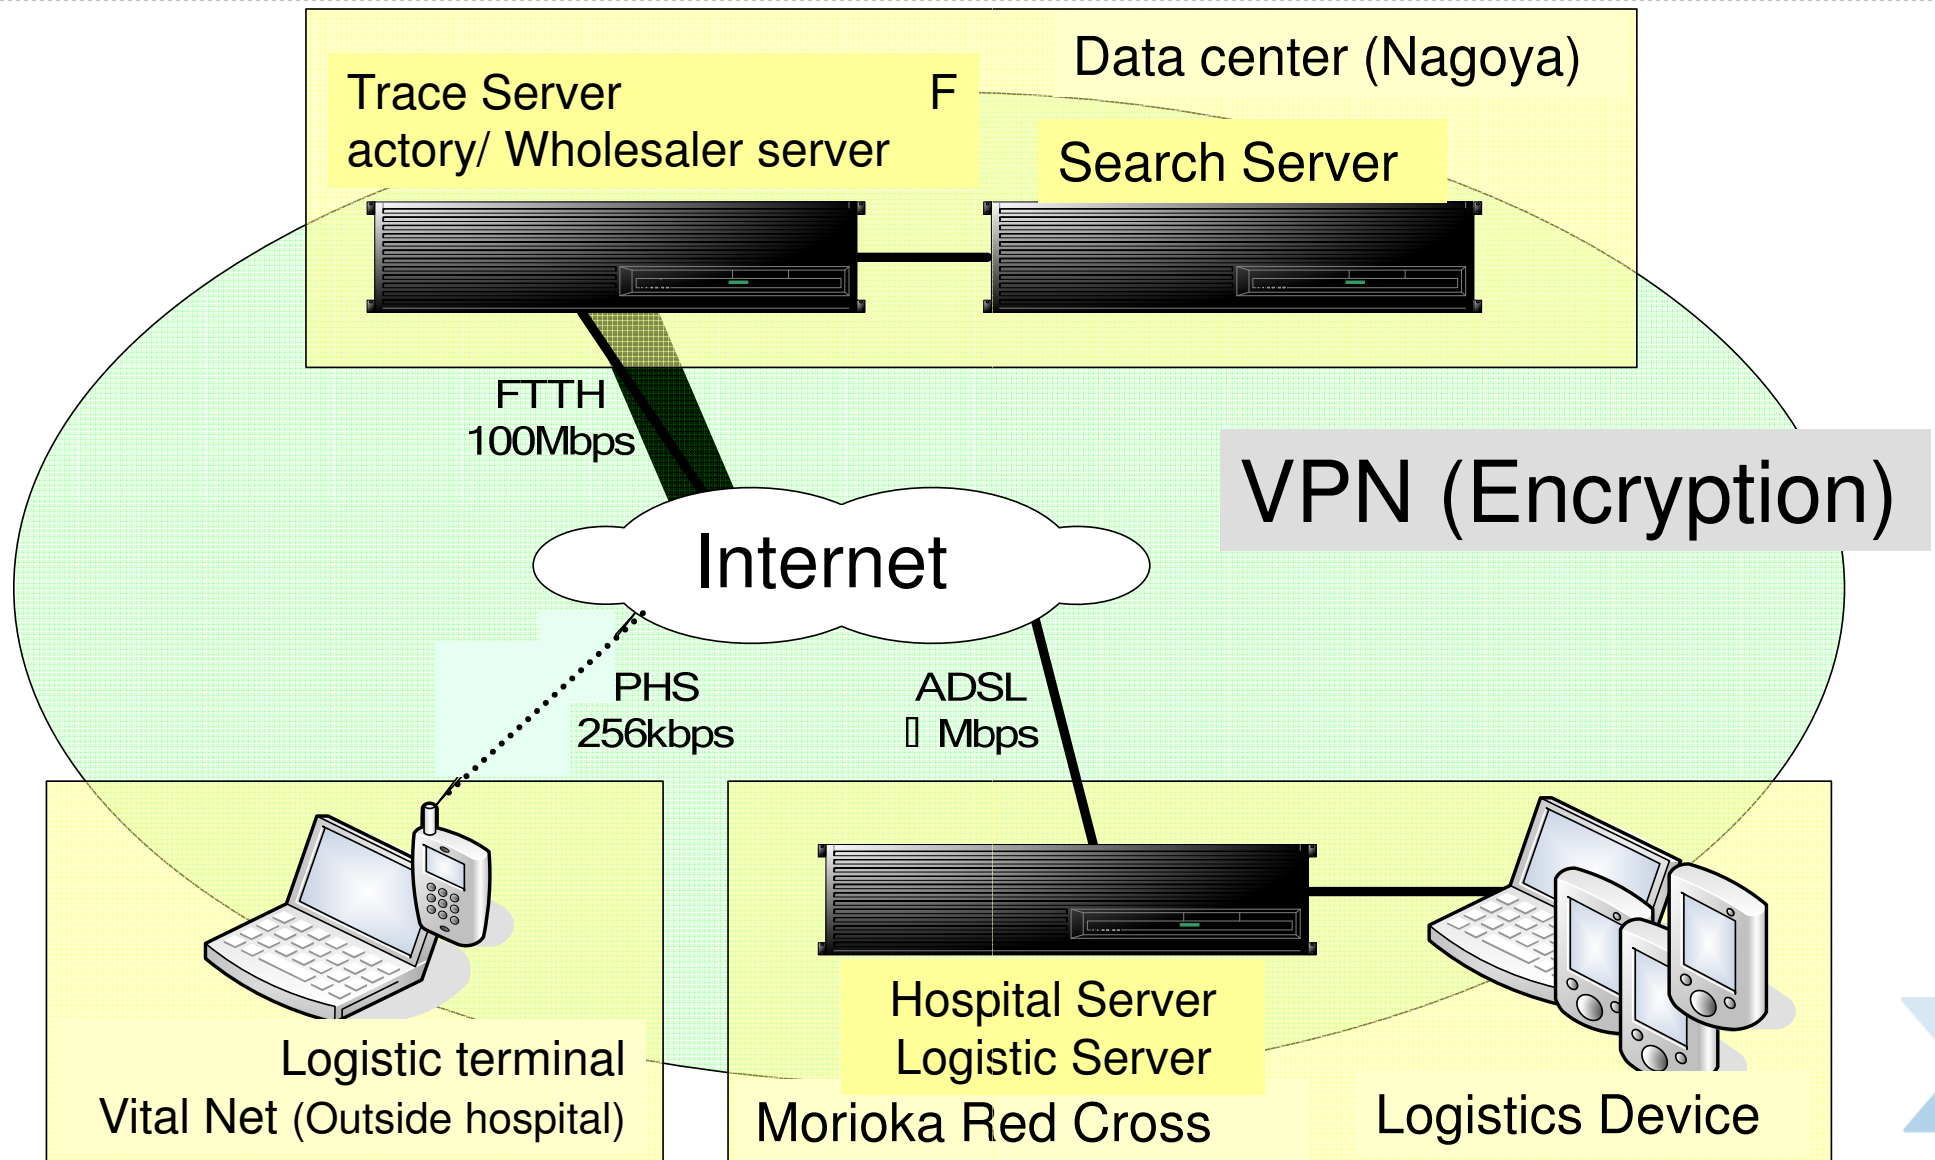 Data center (Nagoya)
Trace Server F
actory/ Wholesaler server
Search Server
FTTH
100Mbps
VPN (Encryption)
Internet
PHS
256kbps
ADSL
Mbps
Hospital Server
Logistic Server
Logistic terminal
Vital Net (Outside hospital)
Morioka Red Cross
Logistics Device